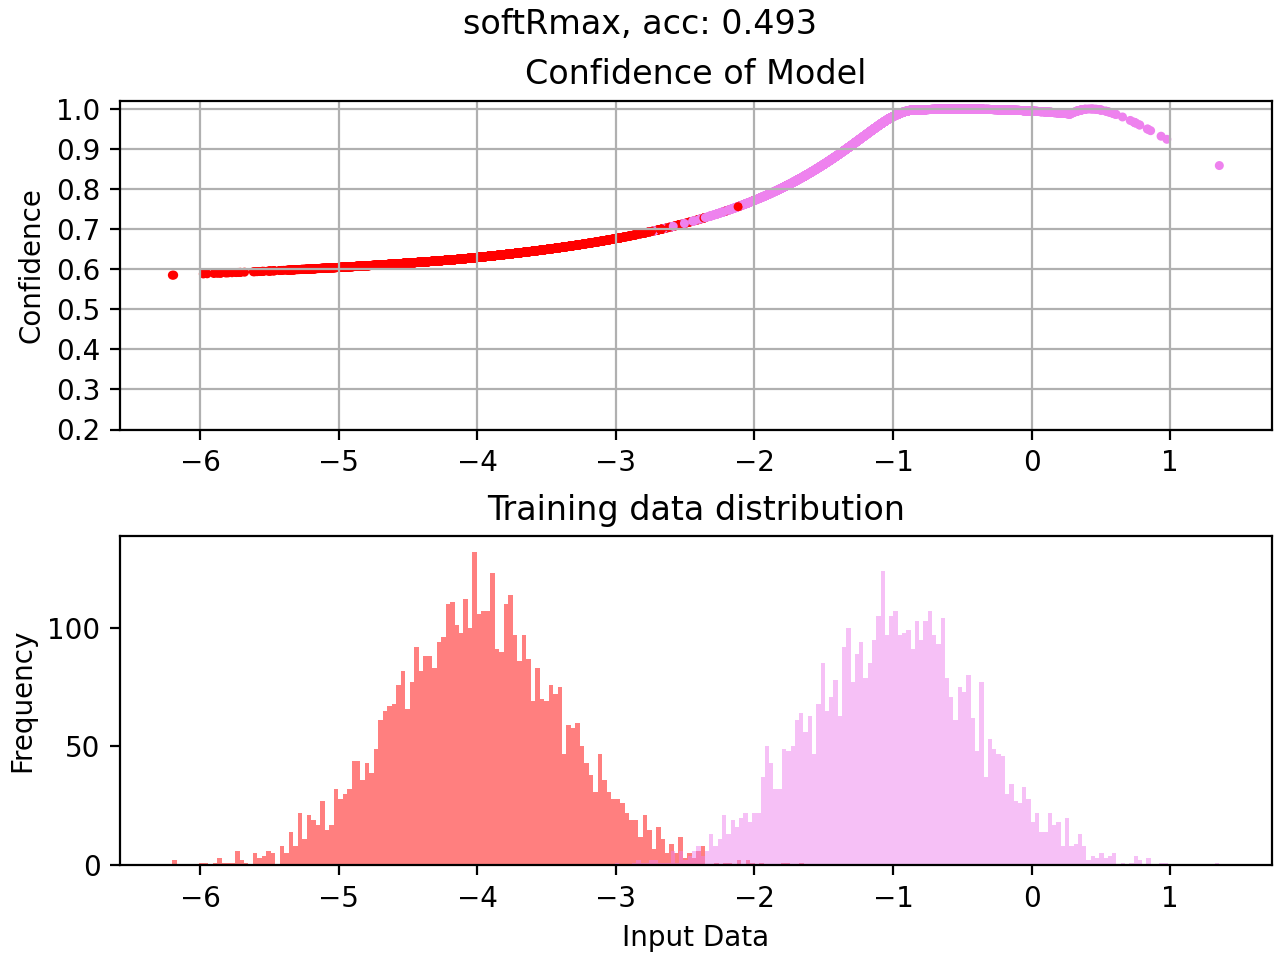 softRmax, acc: 0.493
Confidence of Model
Confidence
1.0
0.9
0.8
0.7
0.6
0.5
0.4
0.3
0.2
−6 −5 −4 −3 −2 −1 0 1
Training data distribution
Frequency
100
50
0
−6 −5 −4 −3 −2 −1 0 1
Input Data